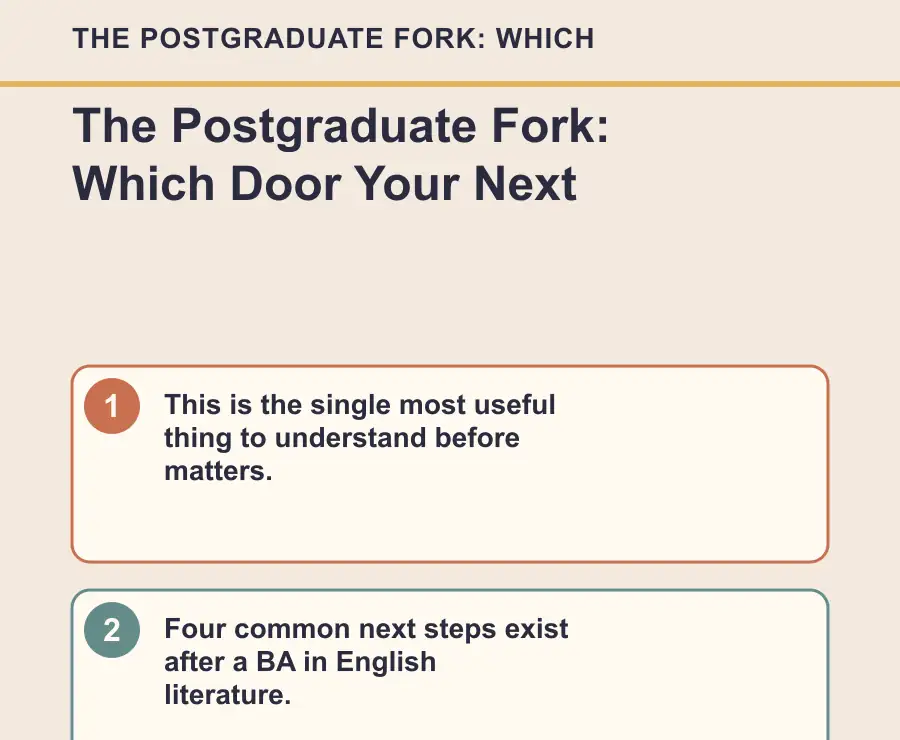 THE POSTGRADUATE FORK: WHICH
The Postgraduate Fork:
Which Door Your Next
1
This is the single most useful
thing to understand before
matters.
2
Four common next steps exist
after a BA in English
literature.